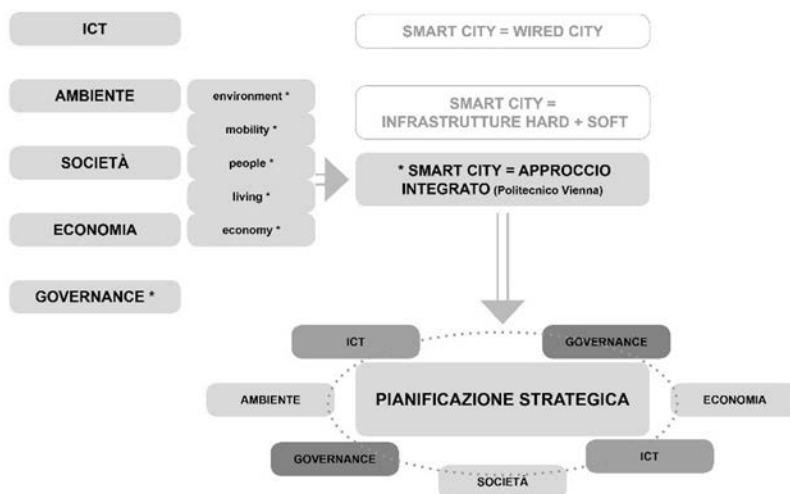 ICT
SMART CITY = WIRED CITY
AMBIENTE
environment *
SMART CITY =
INFRASTRUTTURE HARD + SOFT
mobility *
SOCIETÀ
people *
* SMART CITY = APPROCCIO
INTEGRATO (Politecnico Vienna)
living *
ECONOMIA
economy *
GOVERNANCE *
ICT
GOVERNANCE
AMBIENTE
PIANIFICAZIONE STRATEGICA
ECONOMIA
GOVERNANCE
ICT
SOCIETÁ